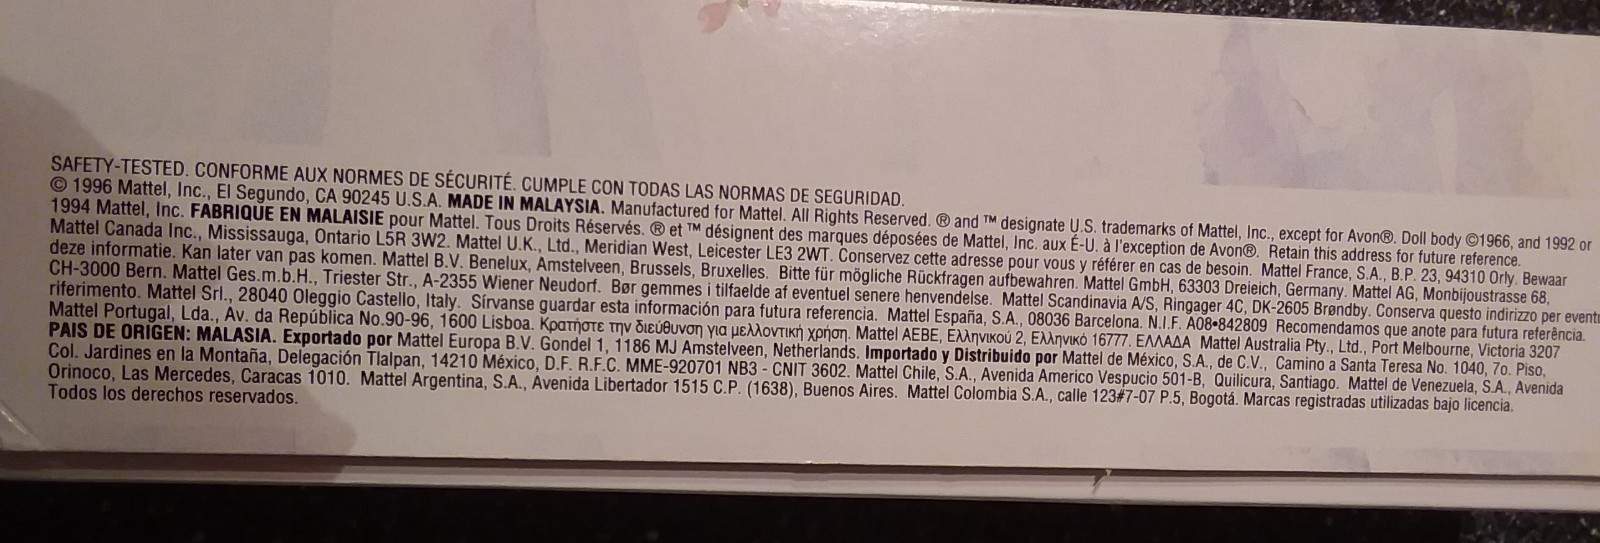 SAFETY-TESTED. CONFORME AUX NORMES DE SÉCURITÉ. CUMPLE CON TODAS LAS NORMAS DE SEGURIDAD.
© 1996 Mattel, Inc., El Segundo, CA 90245 U.S.A. MADE IN MALAYSIA. Manufactured for Mattel. All Rights Reserved. ® and ™ designate U.S. trademarks of Mattel, Inc., except for Avon®. Doll body ©1966, and 1992 or
1994 Mattel, Inc. FABRIQUE EN MALAISIE pour Mattel. Tous Droits Réservés. ® et ™ désignent des marques déposées de Mattel, Inc. aux É-U. à l'exception de Avon®. Retain this address for future reference.
Mattel Canada Inc., Mississauga, Ontario L5R 3W2. Mattel U.K., Ltd., Meridian West, Leicester LE3 2WT. Conservez cette adresse pour vous y référer en cas de besoin. Mattel France, S.A., B.P. 23, 94310 Orly. Bewaar
deze informatie. Kan later van pas komen. Mattel B.V. Benelux, Amstelveen, Brussels, Bruxelles. Bitte für mögliche Rückfragen aufbewahren. Mattel GmbH, 63303 Dreieich, Germany. Mattel AG, Monbijoustrasse 68,
CH-3000 Bern. Mattel Ges.m.b.H., Triester Str., A-2355 Wiener Neudorf. Bør gemmes i tilfaelde af eventuel senere henvendelse. Mattel Scandinavia A/S, Ringager 4C, DK-2605 Brøndby. Conserva questo indirizzo per event
riferimento. Mattel Srl., 28040 Oleggio Castello, Italy. Sírvanse guardar esta información para futura referencia. Mattel España, S.A., 08036 Barcelona. N.I.F. A08•842809 Recomendamos que anote para futura referência.
Mattel Portugal, Lda., Av. da República No.90-96, 1600 Lisboa. Κρατήστε την διεύθυνση για μελλοντική χρήση. Mattel AEBE, Ελληνικού 2, Ελληνικό 16777. ΕΛΛΑΔΑ Mattel Australia Pty., Ltd., Port Melbourne, Victoria 3207
PAIS DE ORIGEN: MALASIA. Exportado por Mattel Europa B.V. Gondel 1, 1186 MJ Amstelveen, Netherlands. Importado y Distribuido por Mattel de México, S.A., de C.V., Camino a Santa Teresa No. 1040, 7o. Piso,
Col. Jardines en la Montaña, Delegación Tlalpan, 14210 México, D.F. R.F.C. MME-920701 NB3 - CNIT 3602. Mattel Chile, S.A., Avenida Americo Vespucio 501-B, Quilicura, Santiago. Mattel de Venezuela, S.A., Avenida
Orinoco, Las Mercedes, Caracas 1010. Mattel Argentina, S.A., Avenida Libertador 1515 C.P. (1638), Buenos Aires. Mattel Colombia S.A., calle 123#7-07 P.5, Bogotá. Marcas registradas utilizadas bajo licencia.
Todos los derechos reservados.